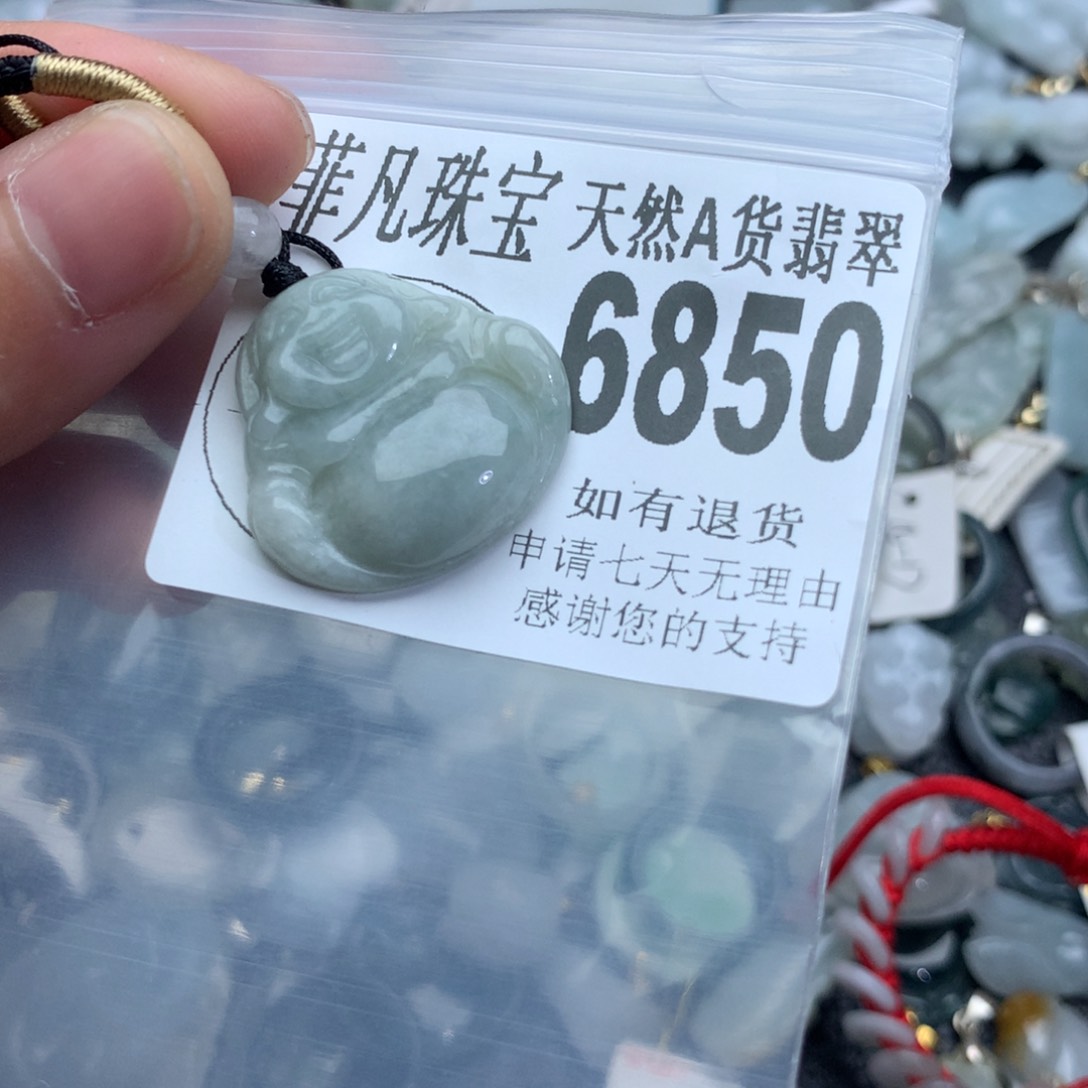 菲凡珠宝 天然A货翡翠
6850
如有退货
申请七天无理由
感谢您的支持